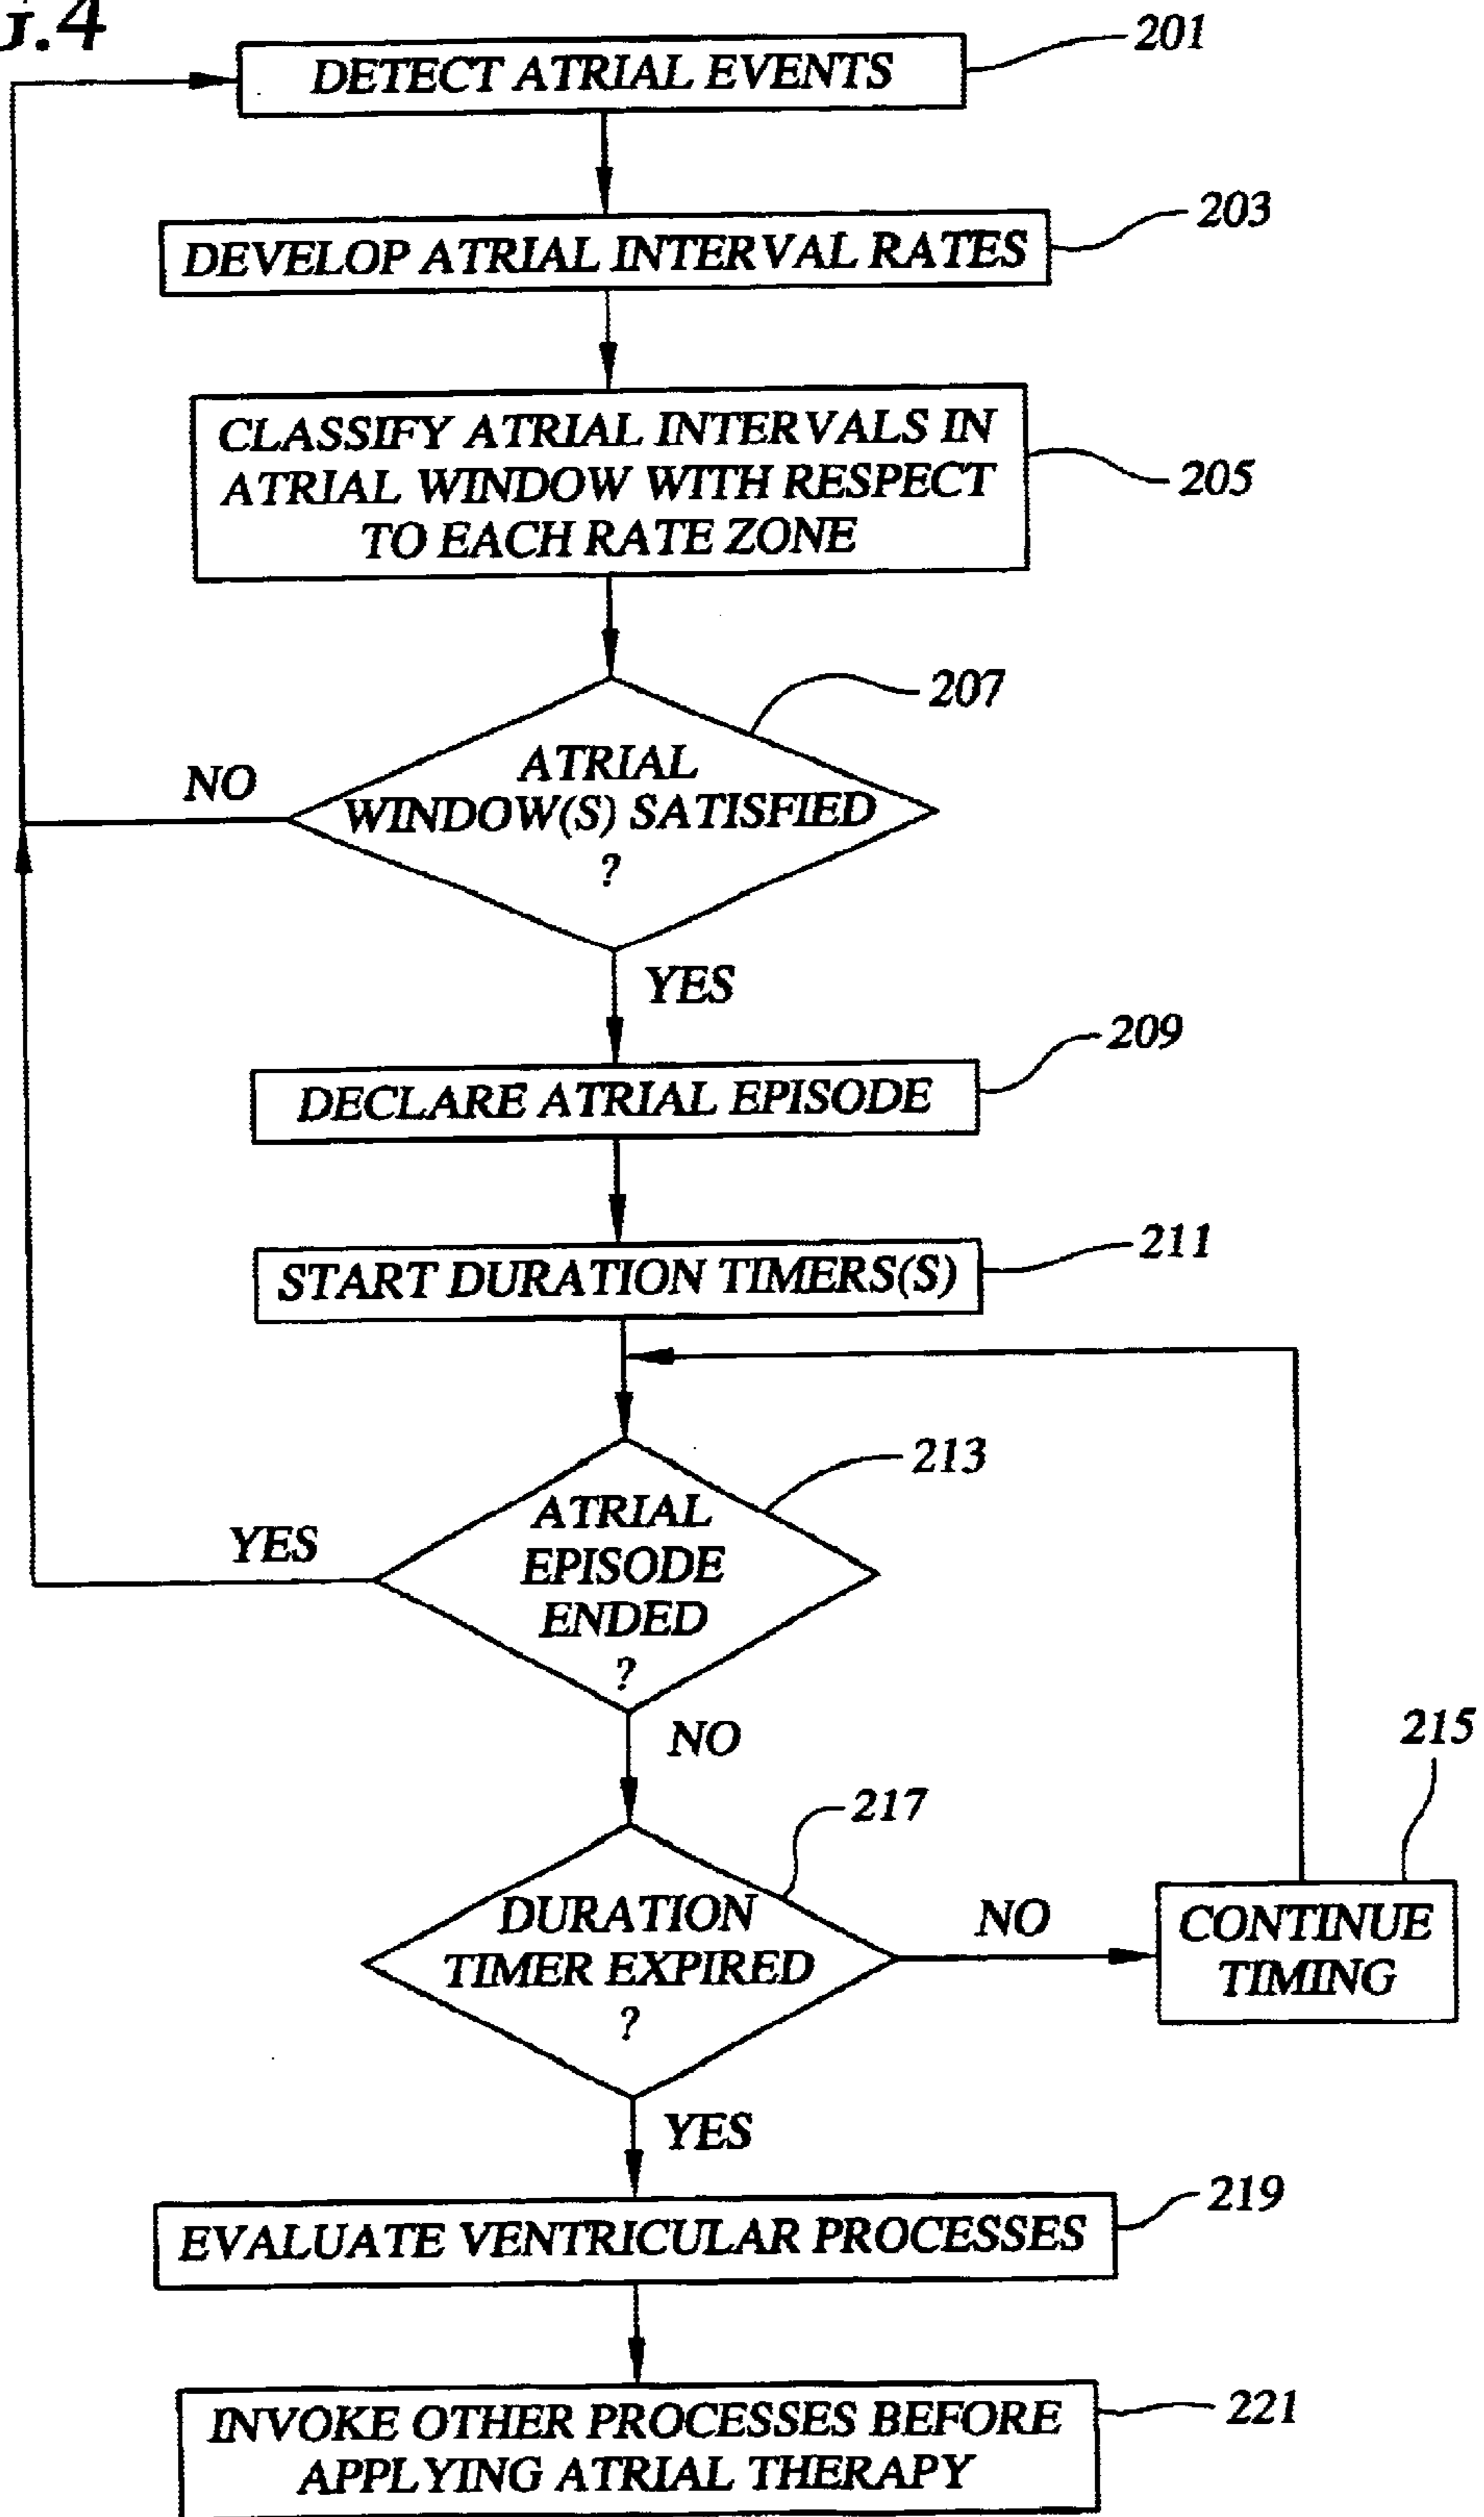 G.4
DETECT ATRIAL EVENTS
201
DEVELOP ATRIAL INTERVAL RATES
203
CLASSIFY ATRIAL INTERVALS IN
ATRIAL WINDOW WITH RESPECT
TO EACH RATE ZONE
205
207
ATRIAL
WINDOW(S) SATISFIED
?
NO
YES
209
DECLARE ATRIAL EPISODE
211
START DURATION TIMERS(S)
213
ATRIAL
EPISODE
ENDED
?
YES
NO
215
217
DURATION
TIMER EXPIRED
?
NO
CONTINUE
TIMING
YES
219
EVALUATE VENTRICULAR PROCESSES
INVOKE OTHER PROCESSES BEFORE
APPLYING ATRIAL THERAPY
221